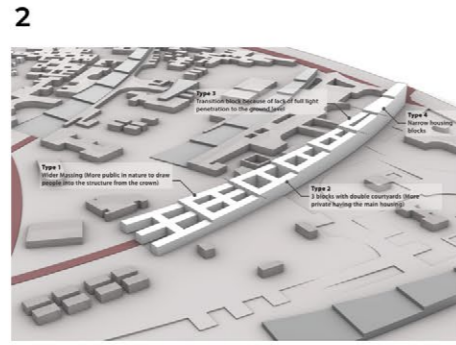 2
Type 3
Transition block because of lack of full light
penetration to the ground level
Type 4
Narrow housing
blocks
Type 1
Wider Massing (More public in nature to draw
people into the structure from the crown)
Type 2
3 blocks with double courtyards (More
private having the main housing)